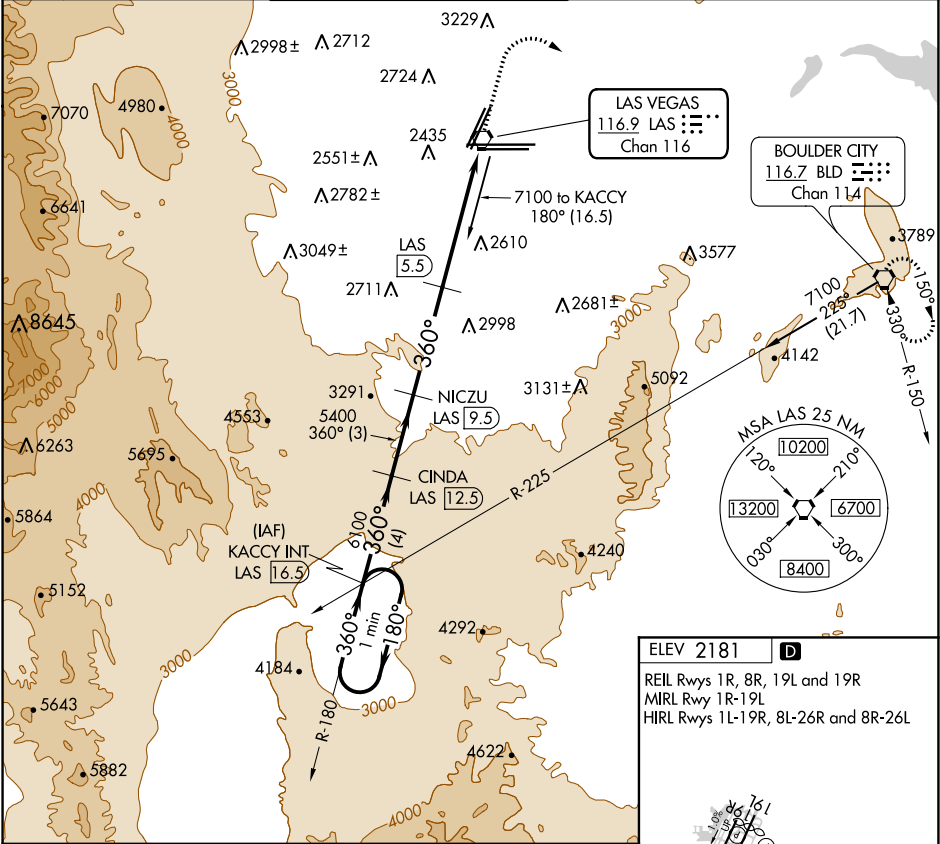 3229
2998±
2712
3000
2724
7070
4980
4000
LAS VEGAS
116.9 LAS
Chan 116
2435
2551±
BOULDER CITY
116.7 BLD
Chan 114
2782±
7100 to KACCY
180° (16.5)
6641
3789
LAS
5.5
3049±
2610
3577
2711
2681±
7100
225°
(21.7)
150°
8645
2998
3000
330°
360°
4142
7000
6000
5000
3291
NICZU
LAS 9.5
3131±
5092
R-150
4553
5400
360° (3)
MSA LAS 25 NM
6263
5695
10200
120°
210°
CINDA
LAS 12.5
R-225
4000
13200
6700
5864
6100
360°
(4)
(IAF)
KACCY INT
LAS 16.5
030°
300°
4240
8400
5152
360°
1 min
180°
4292
3000
4184
ELEV 2181 D
REIL Rwys 1R, 8R, 19L and 19R
MIRL Rwy 1R-19L
HIRL Rwys 1L-19R, 8L-26R and 8R-26L
3000
5643
R-180
4622
5882
4000
19L
19R
1.0%
UP
P